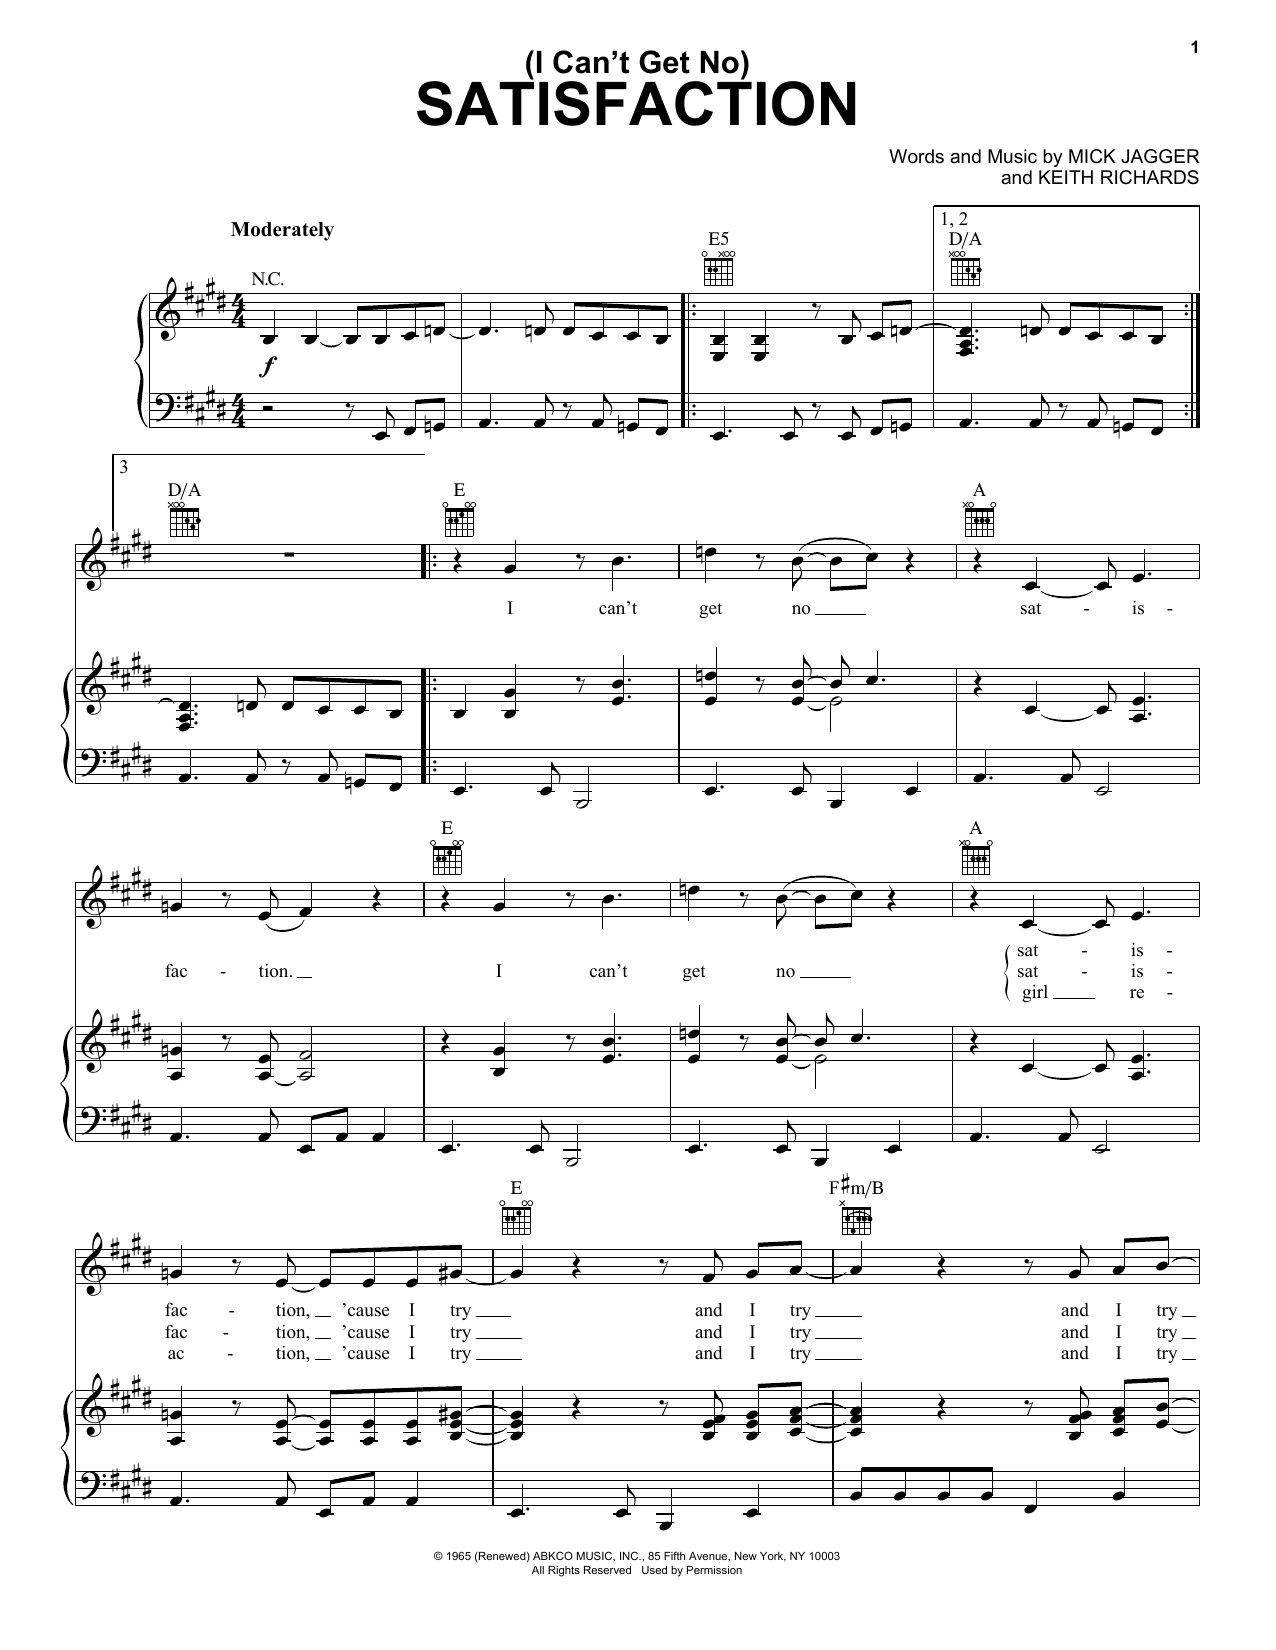 1
(I Can't Get No)
SATISFACTION
Words and Music by MICK JAGGER
and KEITH RICHARDS
Moderately
1, 2
N.C. E5 D/A
f
3
D/A E A
I can't get no sat - is -
E A
fac - tion. I can't get no sat - is -
sat - is -
girl re -
E F#m/B
fac - tion, 'cause I try and I try and I try
fac - tion, 'cause I try and I try and I try
ac - tion, 'cause I try and I try and I try
© 1965 (Renewed) ABKCO MUSIC, INC., 85 Fifth Avenue, New York, NY 10003
All Rights Reserved Used by Permission